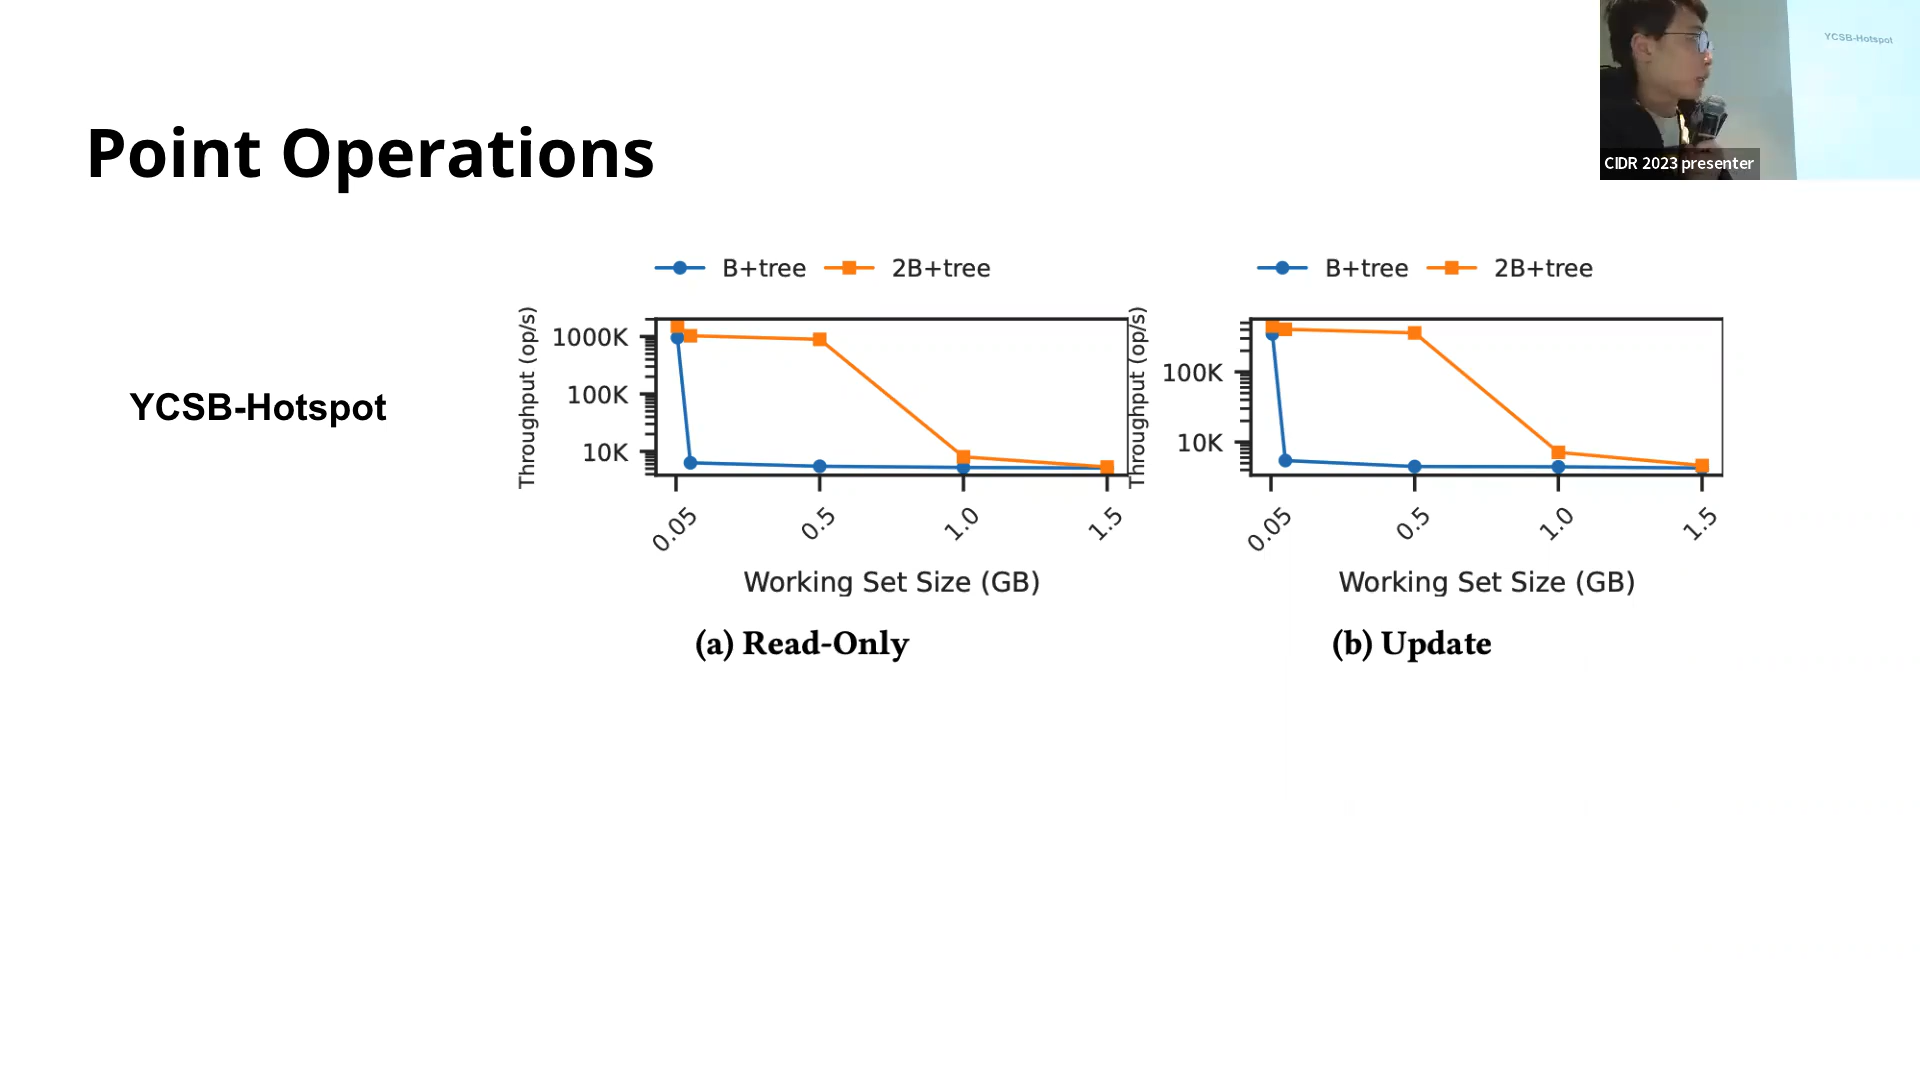 YCSB-Hotspot
CIDR 2023 presenter
Point Operations
YCSB-Hotspot
B+tree 2B+tree
Throughput (op/s)
1000K
100K
10K
0.05 0.5 1.0 1.5
Working Set Size (GB)
(a) Read-Only
B+tree 2B+tree
Throughput (op/s)
100K
10K
0.05 0.5 1.0 1.5
Working Set Size (GB)
(b) Update